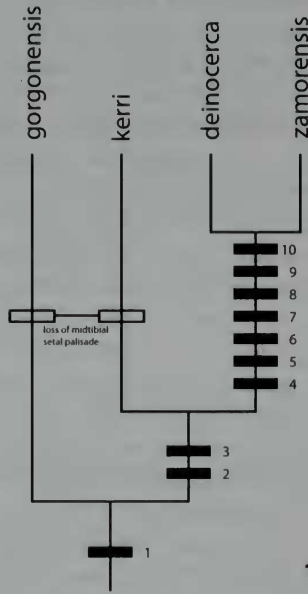 gorgonensis
kerri
deinocerca
zamorensis
loss of midtibial
setal palisade
10
9
8
7
6
5
4
3
2
1